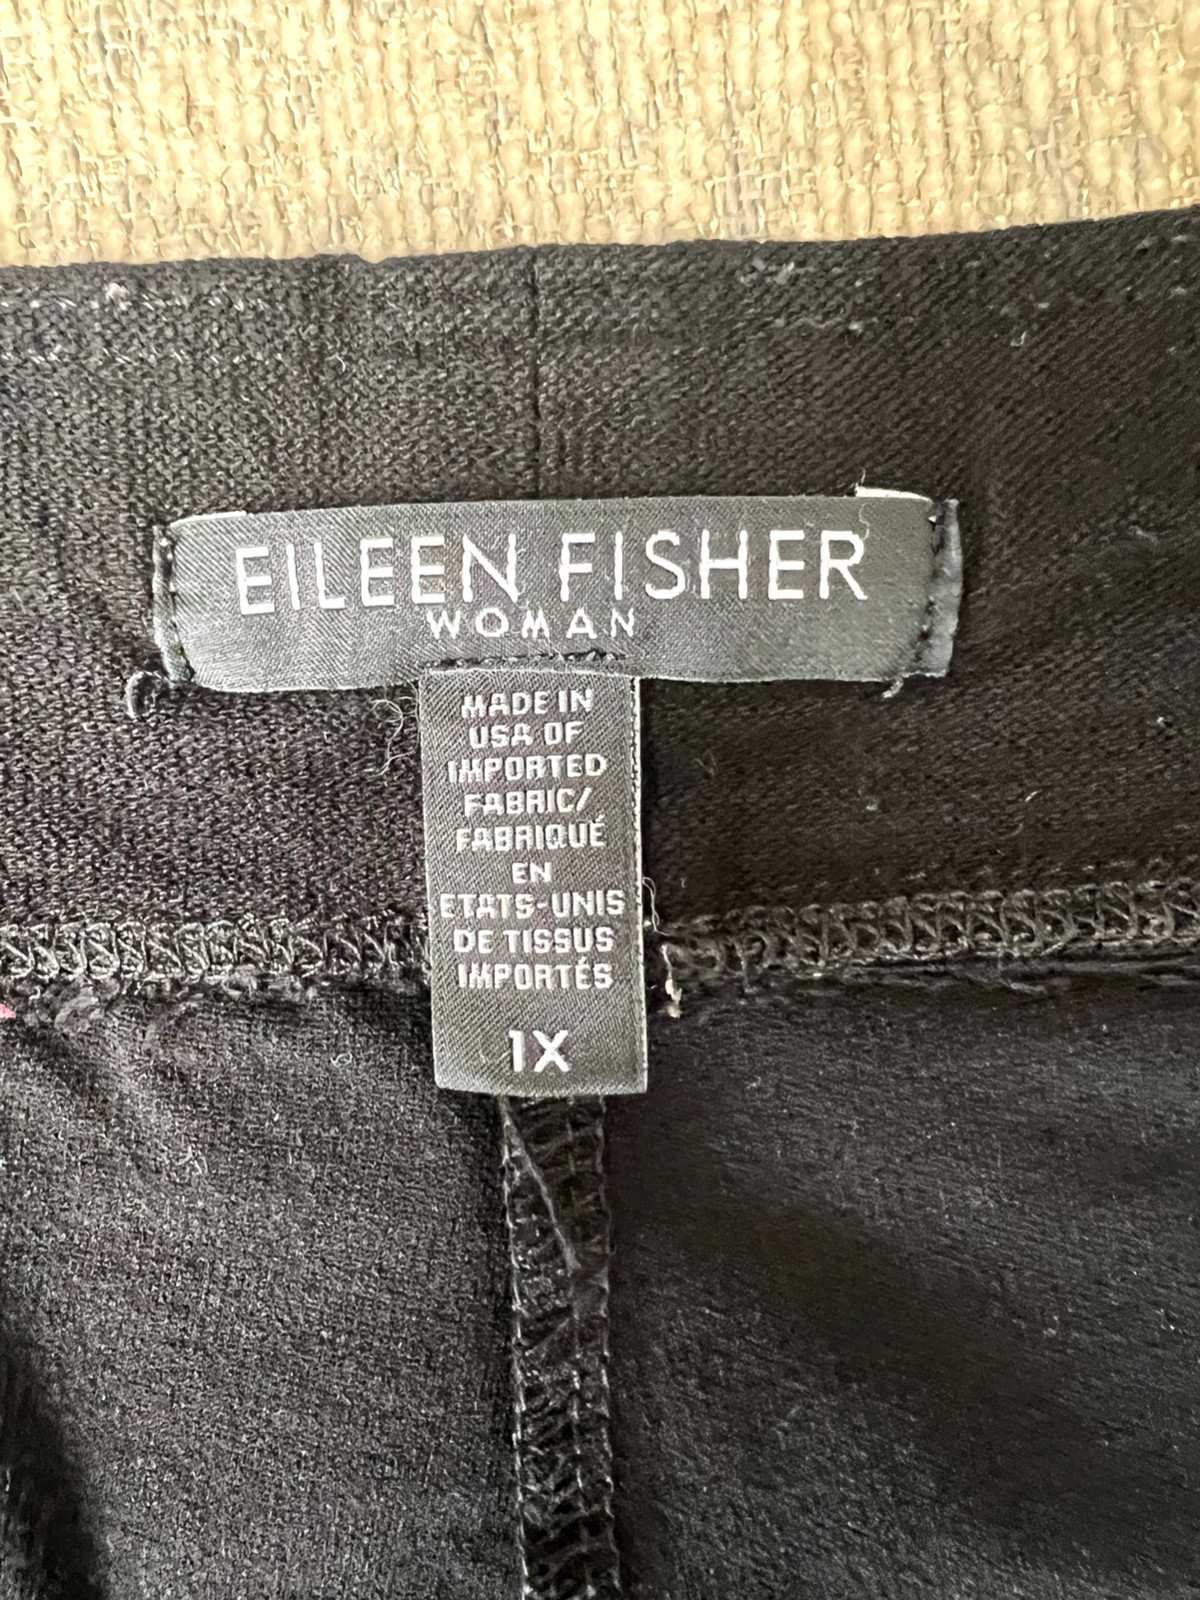 EILEEN FISHER
WOMAN
MADE IN
USA OF
IMPORTED
FABRIC/
FABRIQUÉ
EN
ETATS-UNIS
DE TISSUS
IMPORTÉS
1X